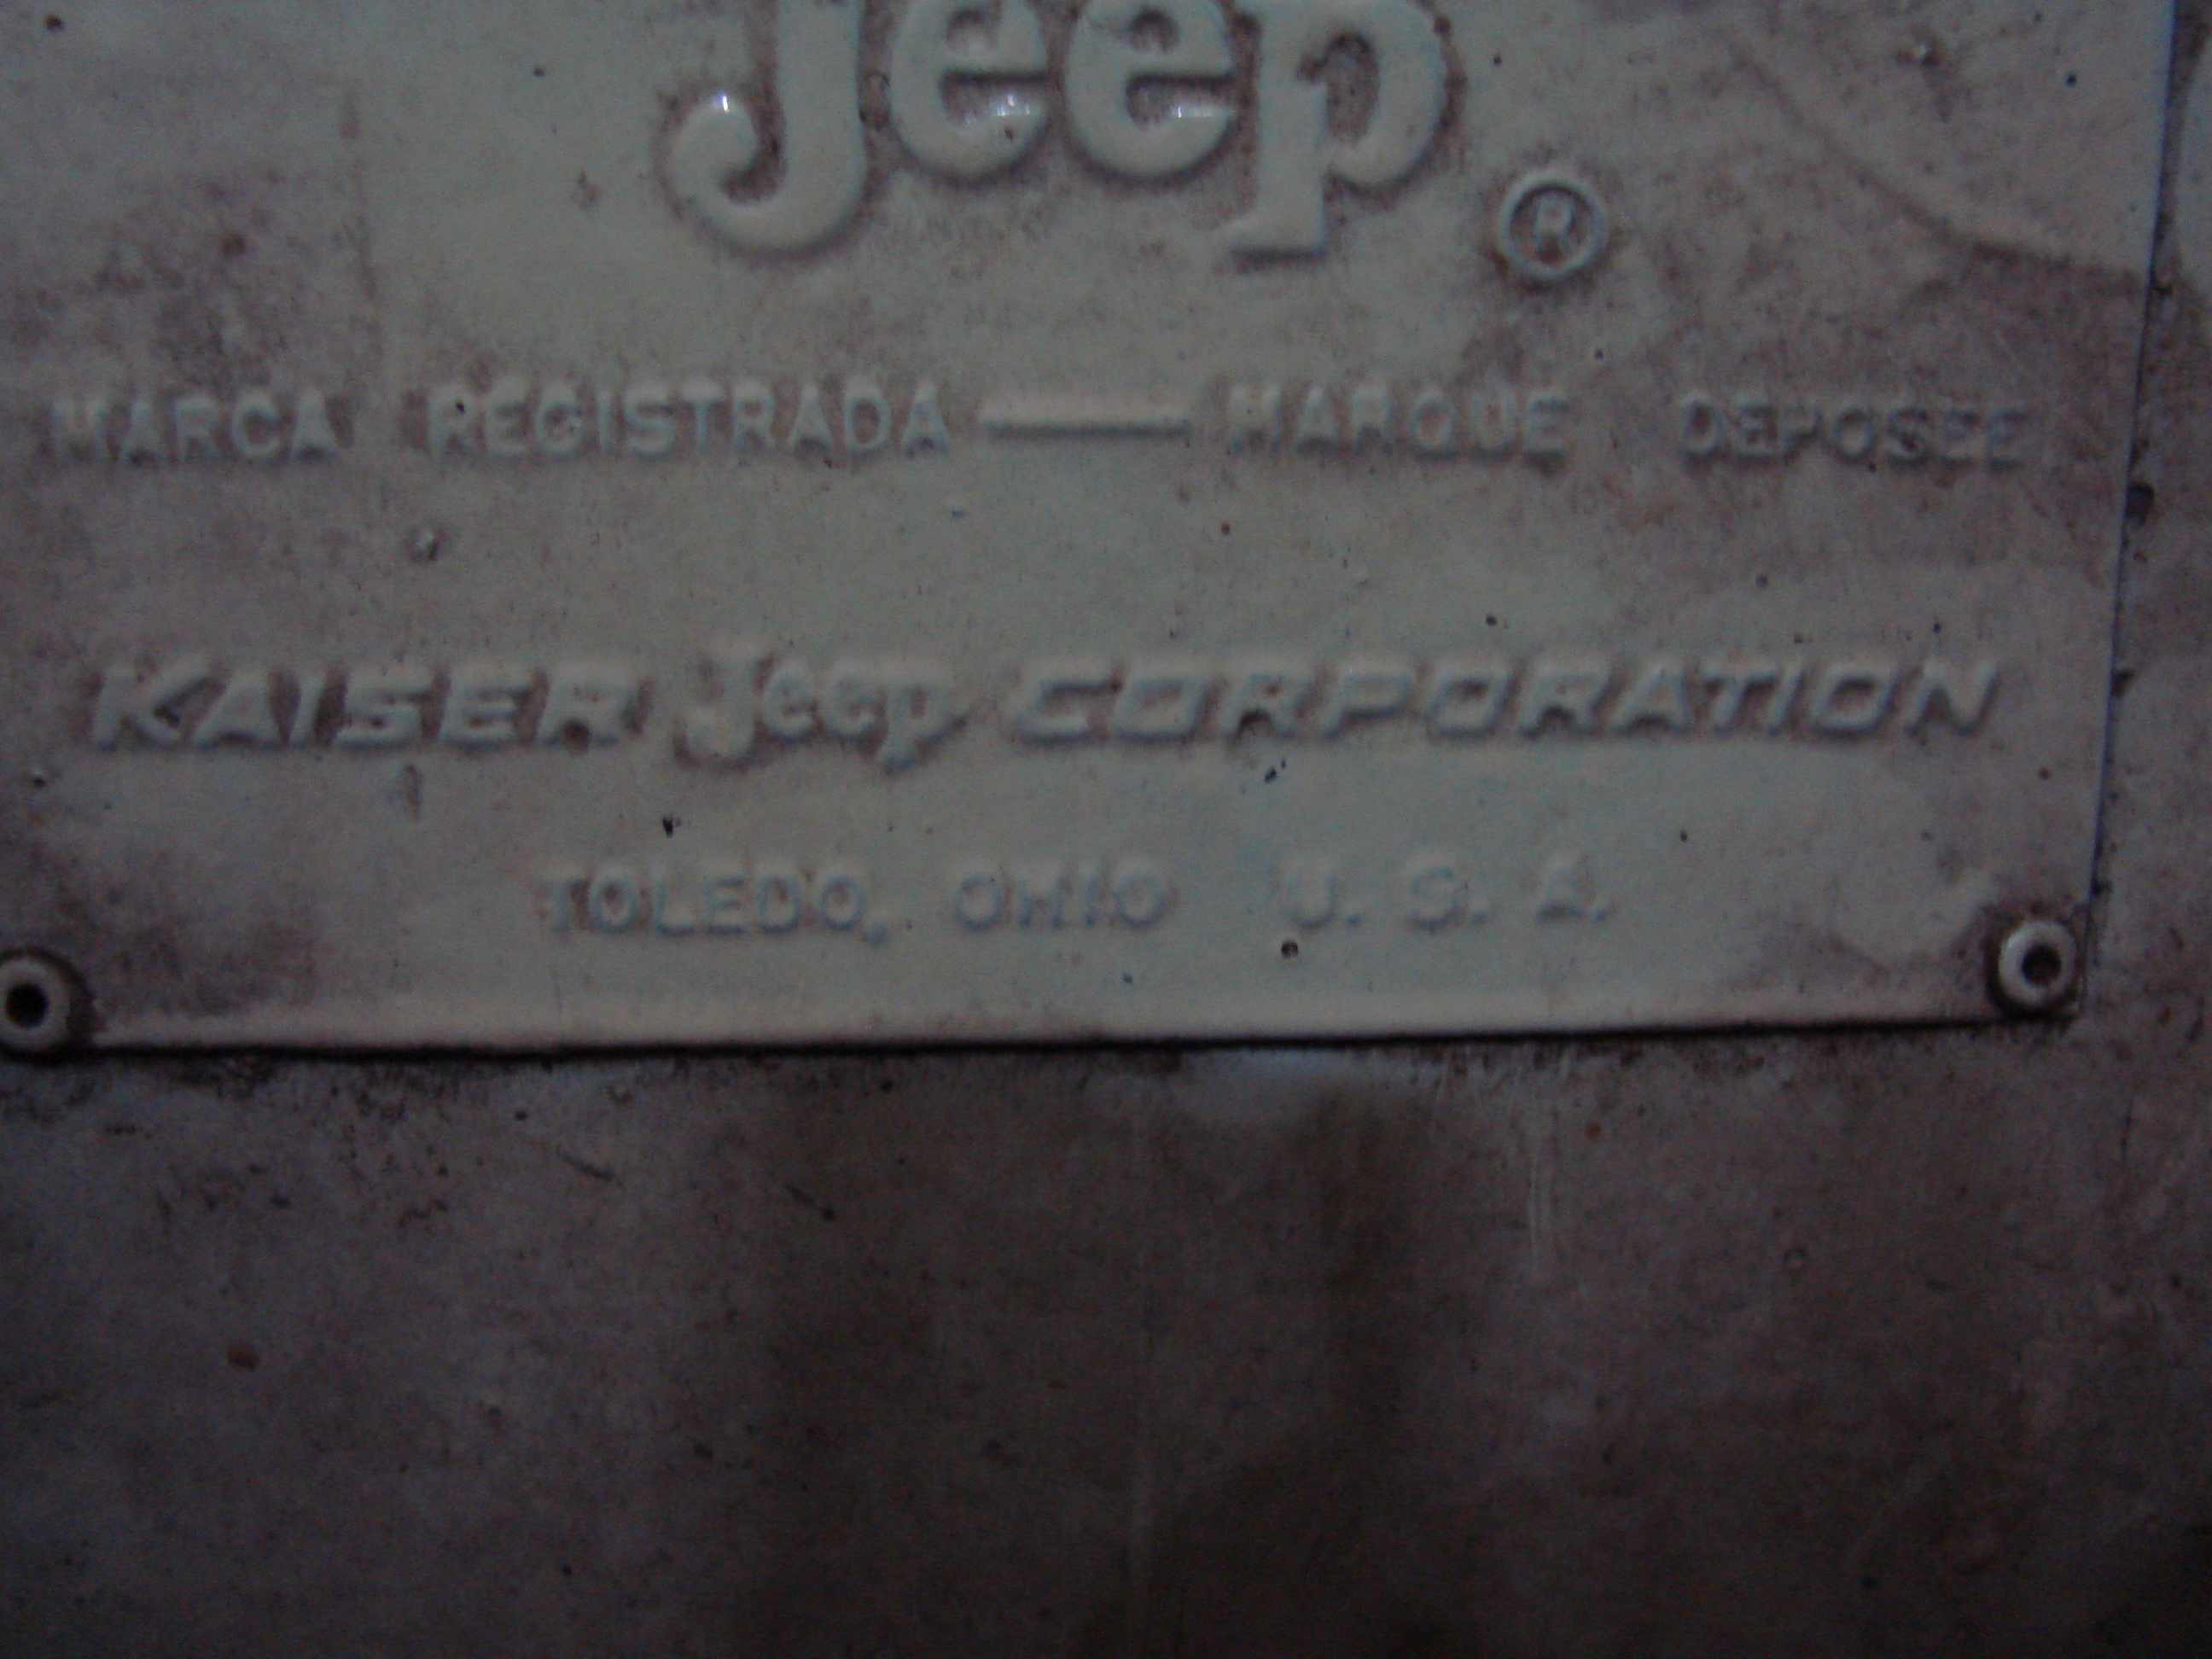 Jeep ®
MARCA REGISTRADA — MARQUE DEPOSEE
KAISER Jeep CORPORATION
TOLEDO, OHIO U. S. A.